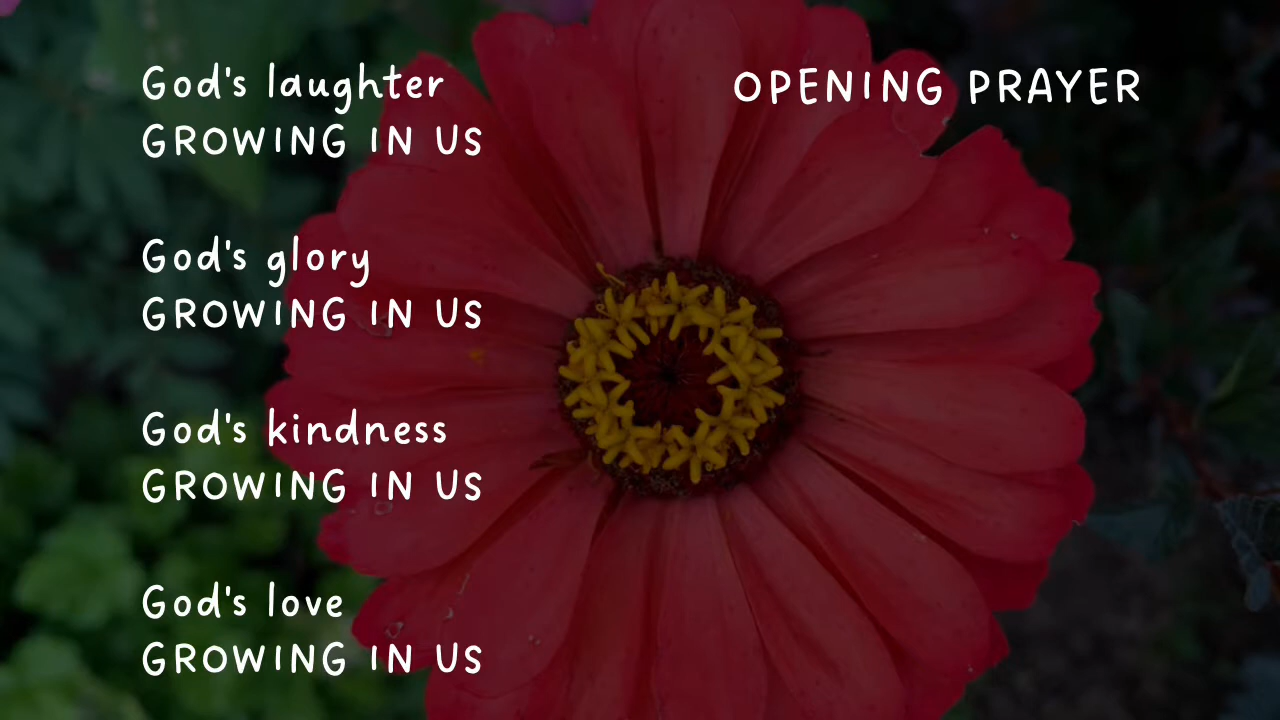 OPENING PRAYER
God's laughter
GROWING IN US
God's glory
GROWING IN US
God's kindness
GROWING IN US
God's love
GROWING IN US